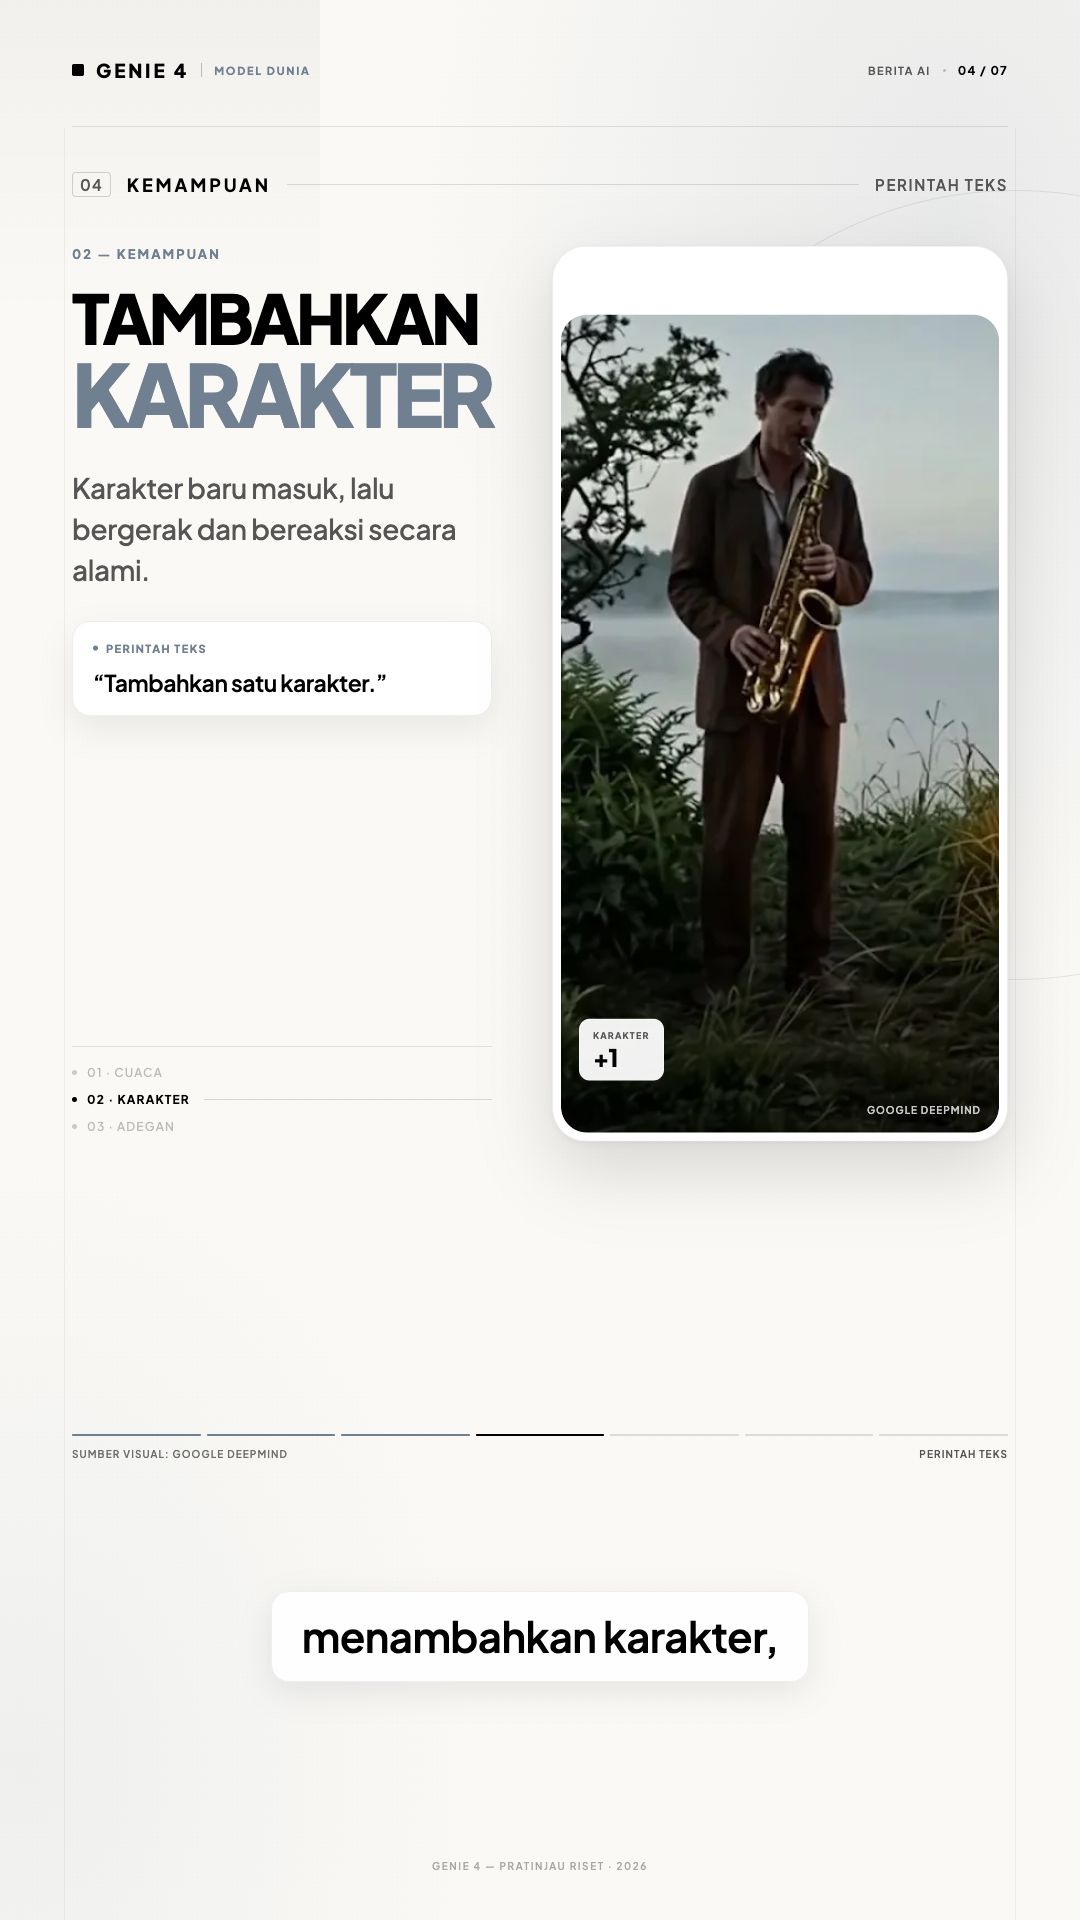 GENIE 4 | MODEL DUNIA
BERITA AI • 04 / 07
04 KEMAMPUAN
PERINTAH TEKS
02 — KEMAMPUAN
TAMBAHKAN
KARAKTER
Karakter baru masuk, lalu
bergerak dan bereaksi secara
alami.
• PERINTAH TEKS
“Tambahkan satu karakter.”
• 01 · CUACA
• 02 · KARAKTER
• 03 · ADEGAN
KARAKTER
+1
GOOGLE DEEPMIND
SUMBER VISUAL: GOOGLE DEEPMIND
PERINTAH TEKS
menambahkan karakter,
GENIE 4 — PRATINJAU RISET · 2026